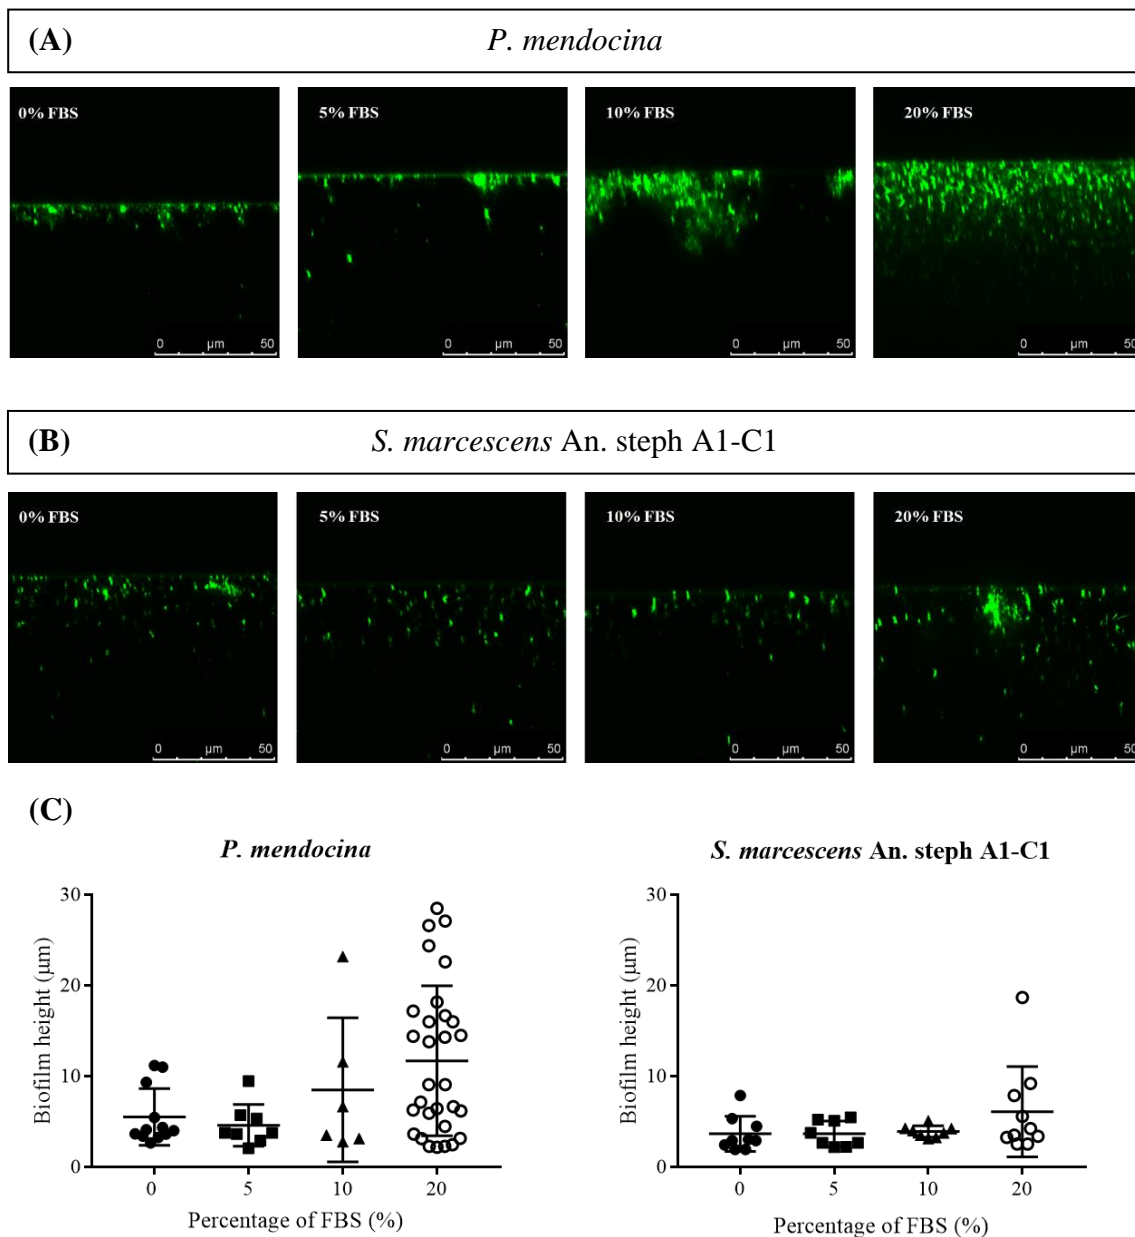 (A) P. mendocina
0% FBS 5% FBS 10% FBS 20% FBS
0 µm 50 0 µm 50 0 µm 50 0 µm 50
(B) S. marcescens An. steph A1-C1
0% FBS 5% FBS 10% FBS 20% FBS
0 µm 50 0 µm 50 0 µm 50 0 µm 50
(C)
P. mendocina
30
20
10
0
Biofilm height (µm)
0 5 10 20
Percentage of FBS (%)
S. marcescens An. steph A1-C1
30
20
10
0
Biofilm height (µm)
0 5 10 20
Percentage of FBS (%)